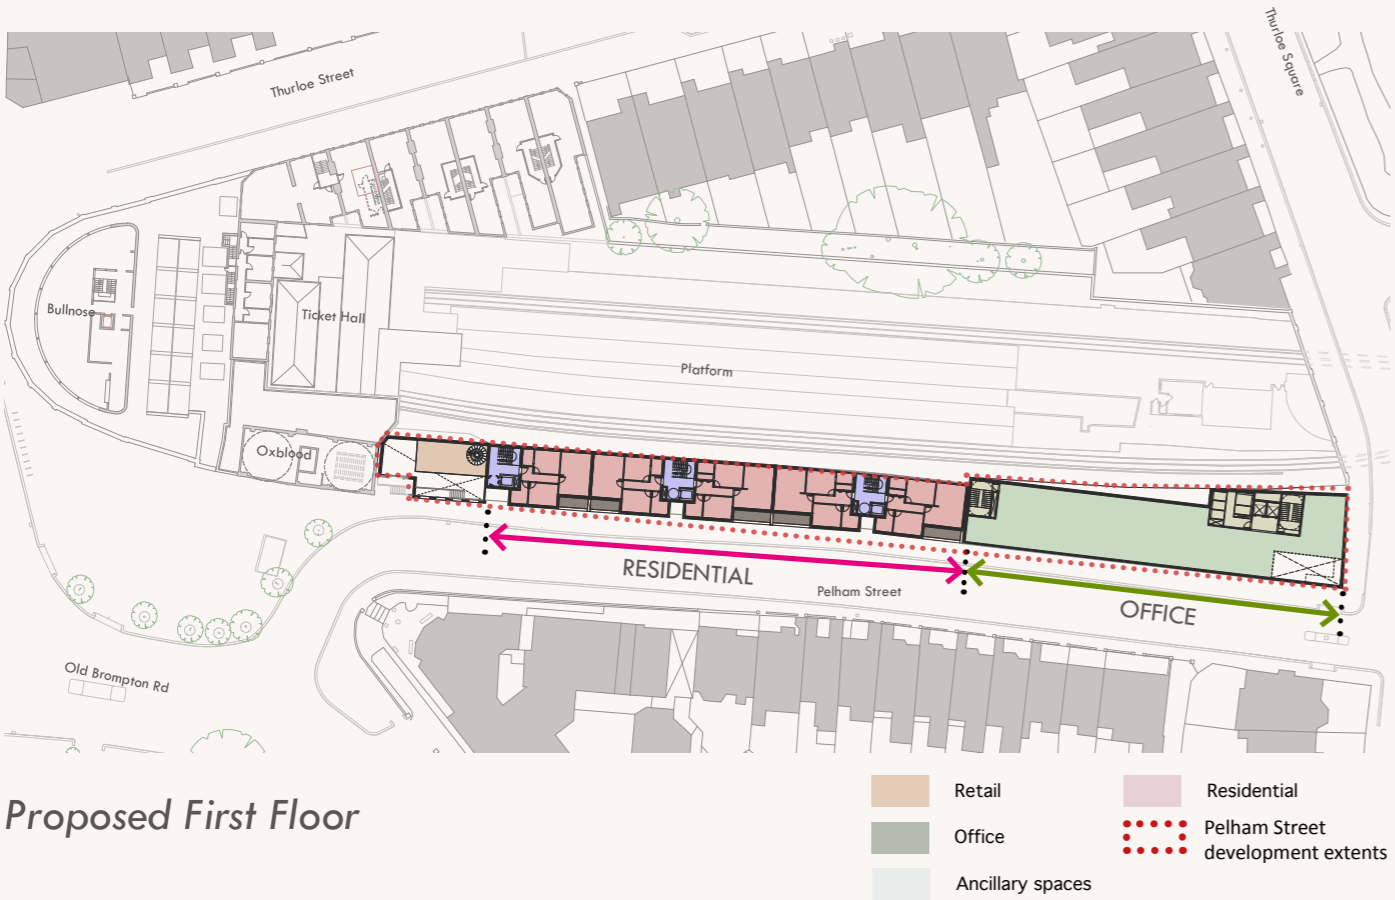 Thurloe Street
Thurloe Square
Bullnose
Ticket Hall
Platform
Oxblood
RESIDENTIAL
Pelham Street
OFFICE
Old Brompton Rd
Proposed First Floor
Retail
Residential
Office
Pelham Street
development extents
Ancillary spaces